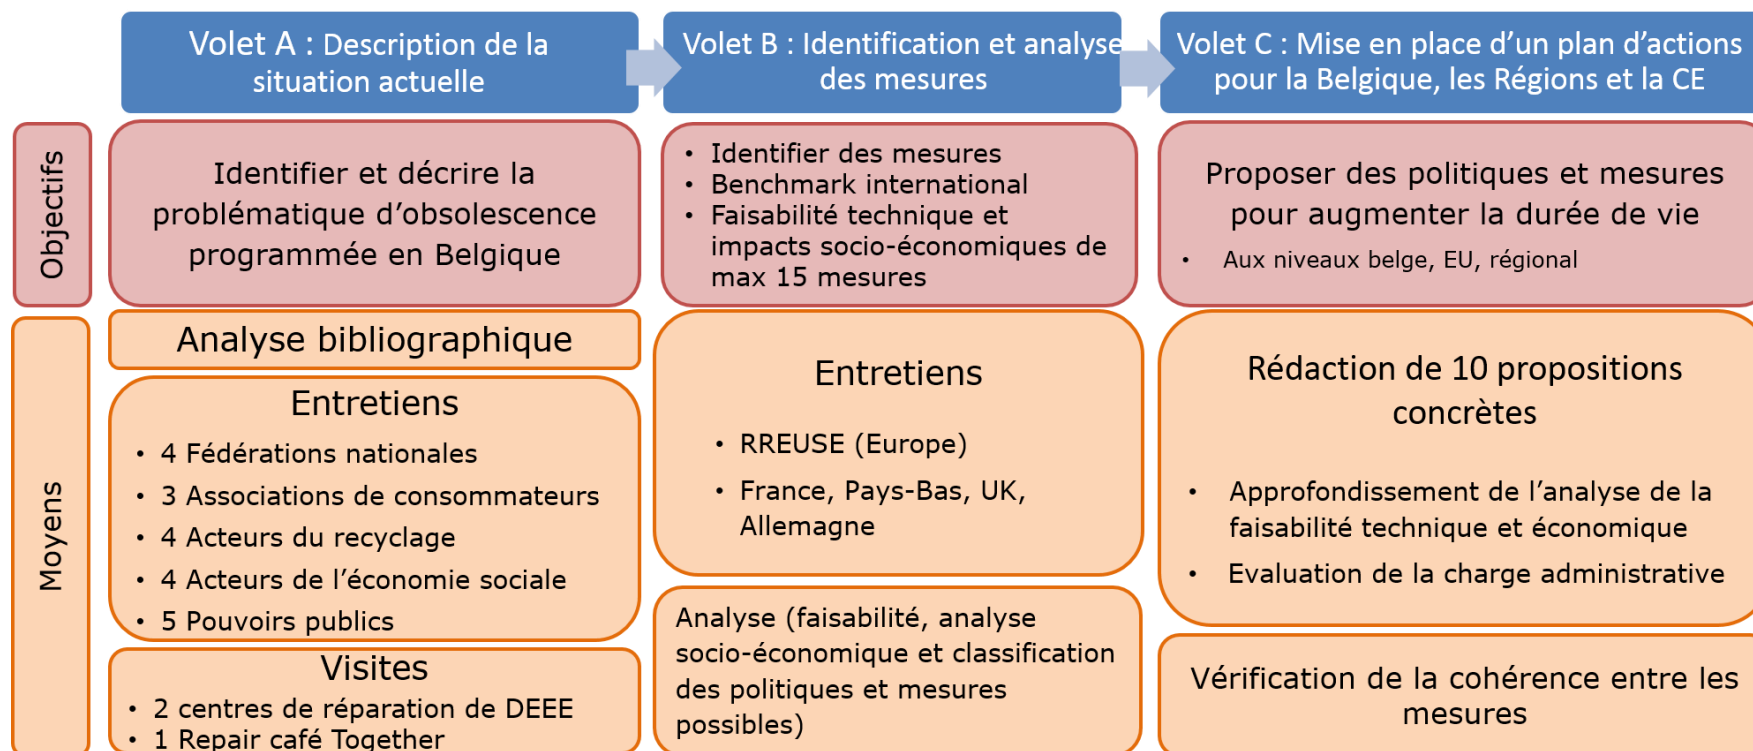 Volet A : Description de la
situation actuelle
Volet B : Identification et analyse
des mesures
Volet C : Mise en place d’un plan d’actions
pour la Belgique, les Régions et la CE
Objectifs
Identifier et décrire la
problématique d’obsolescence
programmée en Belgique
• Identifier des mesures
• Benchmark international
• Faisabilité technique et
impacts socio-économiques de
max 15 mesures
Proposer des politiques et mesures
pour augmenter la durée de vie
• Aux niveaux belge, EU, régional
Moyens
Analyse bibliographique
Entretiens
• 4 Fédérations nationales
• 3 Associations de consommateurs
• 4 Acteurs du recyclage
• 4 Acteurs de l’économie sociale
• 5 Pouvoirs publics
Visites
• 2 centres de réparation de DEEE
• 1 Repair café Together
Entretiens
• RREUSE (Europe)
• France, Pays-Bas, UK,
Allemagne
Analyse (faisabilité, analyse
socio-économique et classification
des politiques et mesures
possibles)
Rédaction de 10 propositions
concrètes
• Approfondissement de l’analyse de la
faisabilité technique et économique
• Evaluation de la charge administrative
Vérification de la cohérence entre les
mesures